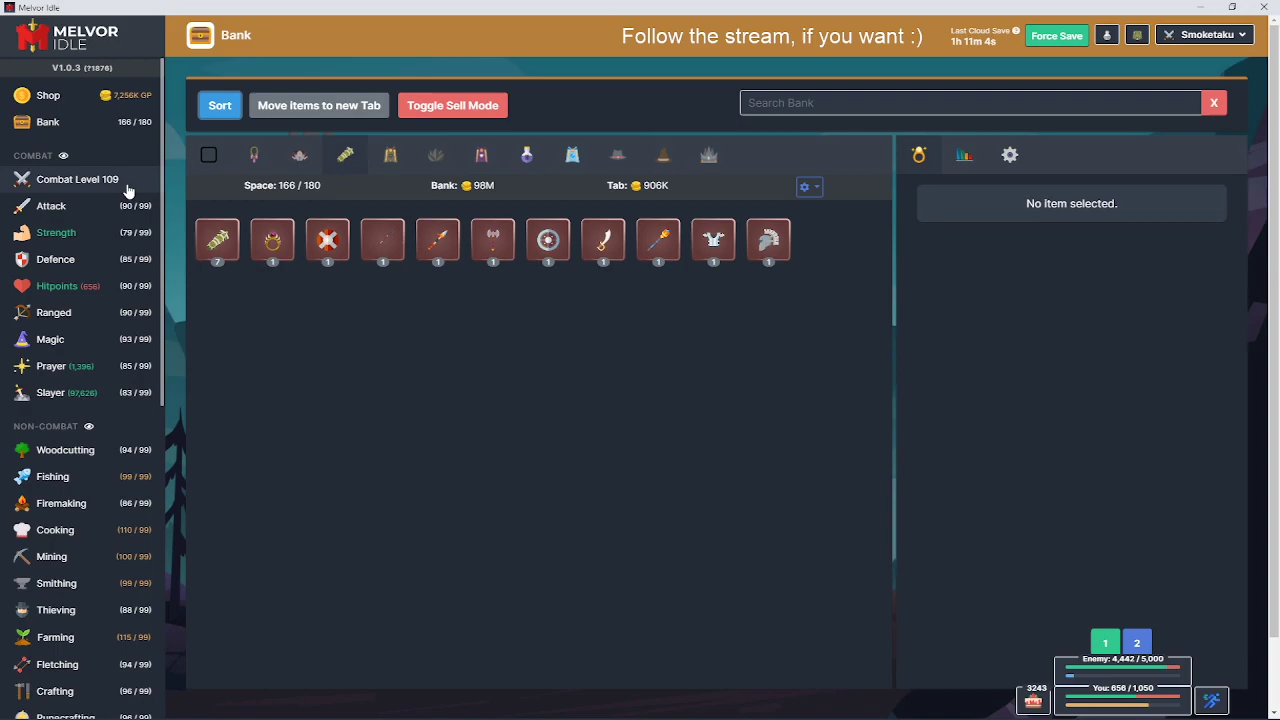 Melvor Idle
MELVOR
IDLE
V1.0.3 (?1876)
Shop 7,256K GP
Bank 166 / 180
COMBAT
Combat Level 109
Attack (90 / 99)
Strength (79 / 99)
Defence (85 / 99)
Hitpoints (656) (90 / 99)
Ranged (90 / 99)
Magic (93 / 99)
Prayer (1,396) (85 / 99)
Slayer (97,626) (83 / 99)
NON-COMBAT
Woodcutting (94 / 99)
Fishing (99 / 99)
Firemaking (86 / 99)
Cooking (110 / 99)
Mining (100 / 99)
Smithing (99 / 99)
Thieving (88 / 99)
Farming (115 / 99)
Fletching (94 / 99)
Crafting (96 / 99)
Runecrafting (98 / 99)
Bank
Follow the stream, if you want :)
Last Cloud Save
1h 11m 4s
Force Save
Smoketaku
Sort
Move items to new Tab
Toggle Sell Mode
Search Bank
X
Space: 166 / 180
Bank: 98M
Tab: 906K
7 1 1 1 1 1 1 1 1 1 1
No item selected.
1 2
Enemy: 4,442 / 5,000
3243
You: 656 / 1,050